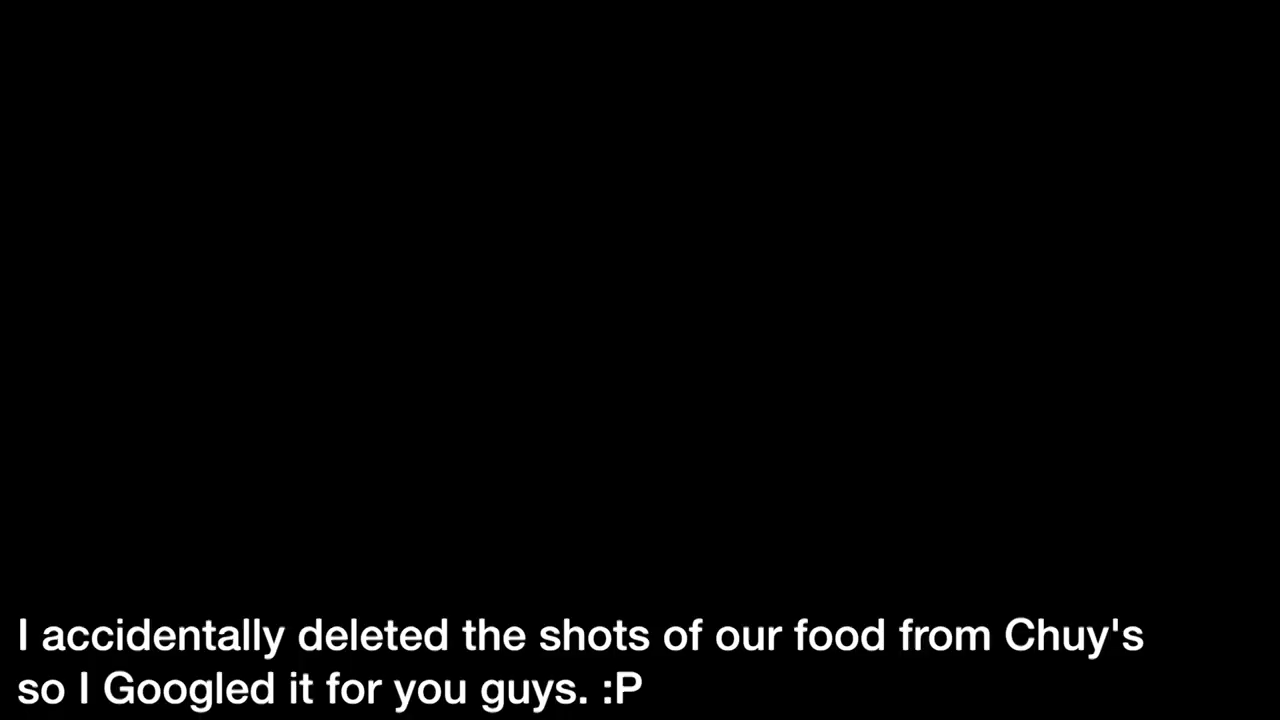 I accidentally deleted the shots of our food from Chuy's
so I Googled it for you guys. :P